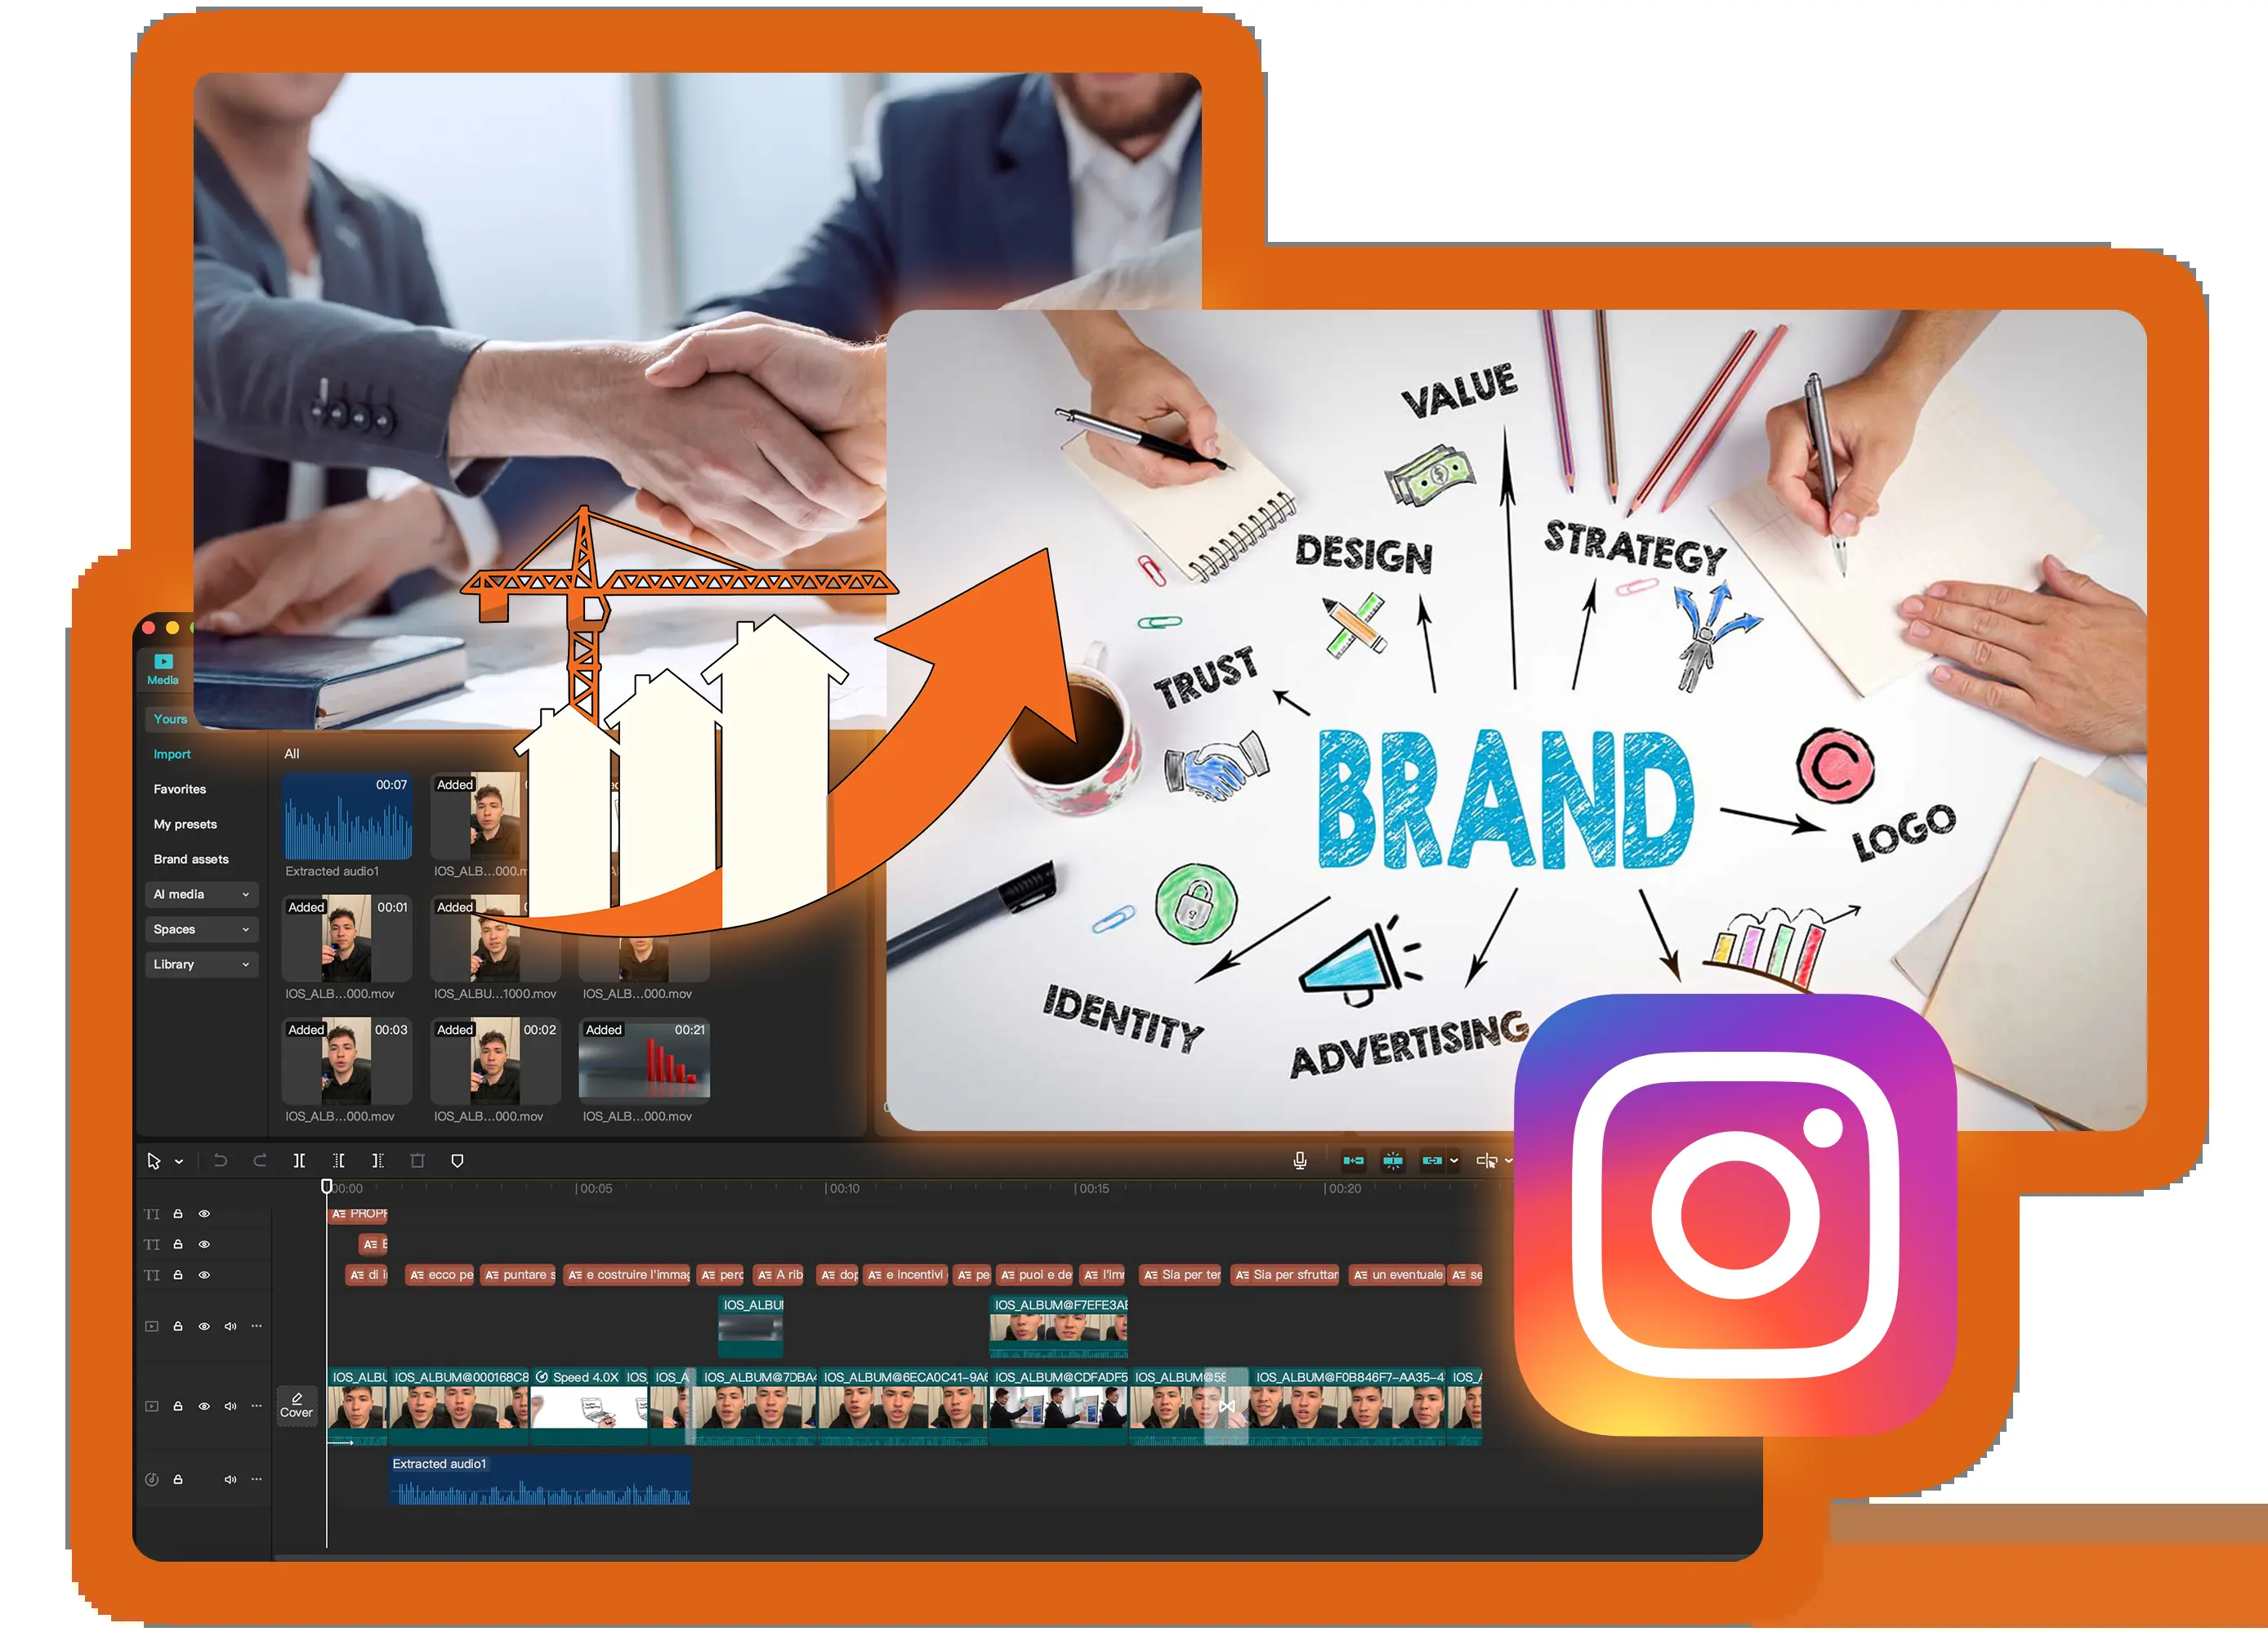 VALUE
DESIGN
STRATEGY
TRUST
BRAND
LOGO
IDENTITY
ADVERTISING
Media
Yours
Import
Favorites
My presets
Brand assets
AI media
Spaces
Library
All
00:07
Extracted audio1
Added
IOS_ALB...000.m
Added 00:01
IOS_ALB...000.mov
Added
IOS_ALBU...1000.mov
IOS_ALB...000.mov
Added 00:03
IOS_ALB...000.mov
Added 00:02
IOS_ALB...000.mov
Added 00:21
IOS_ALB...000.mov
00:00 00:05 00:10 00:15 00:20
di i ecco pe puntare s e costruire l'immag perc A rib dop e incentivi pe puoi e de l'im Sia per ter Sia per sfruttar un eventuale se
IOS_ALBU IOS_ALBUM@F7EFE3A
Cover
IOS_ALBU IOS_ALBUM@000168C8 Speed 4.0X IOS_ IOS_A IOS_ALBUM@7DBA4 IOS_ALBUM@6ECA0C41-9A6 IOS_ALBUM@CDFADF5 IOS_ALBUM@58 IOS_ALBUM@F0B846F7-AA35-4 IOS_A
Extracted audio1